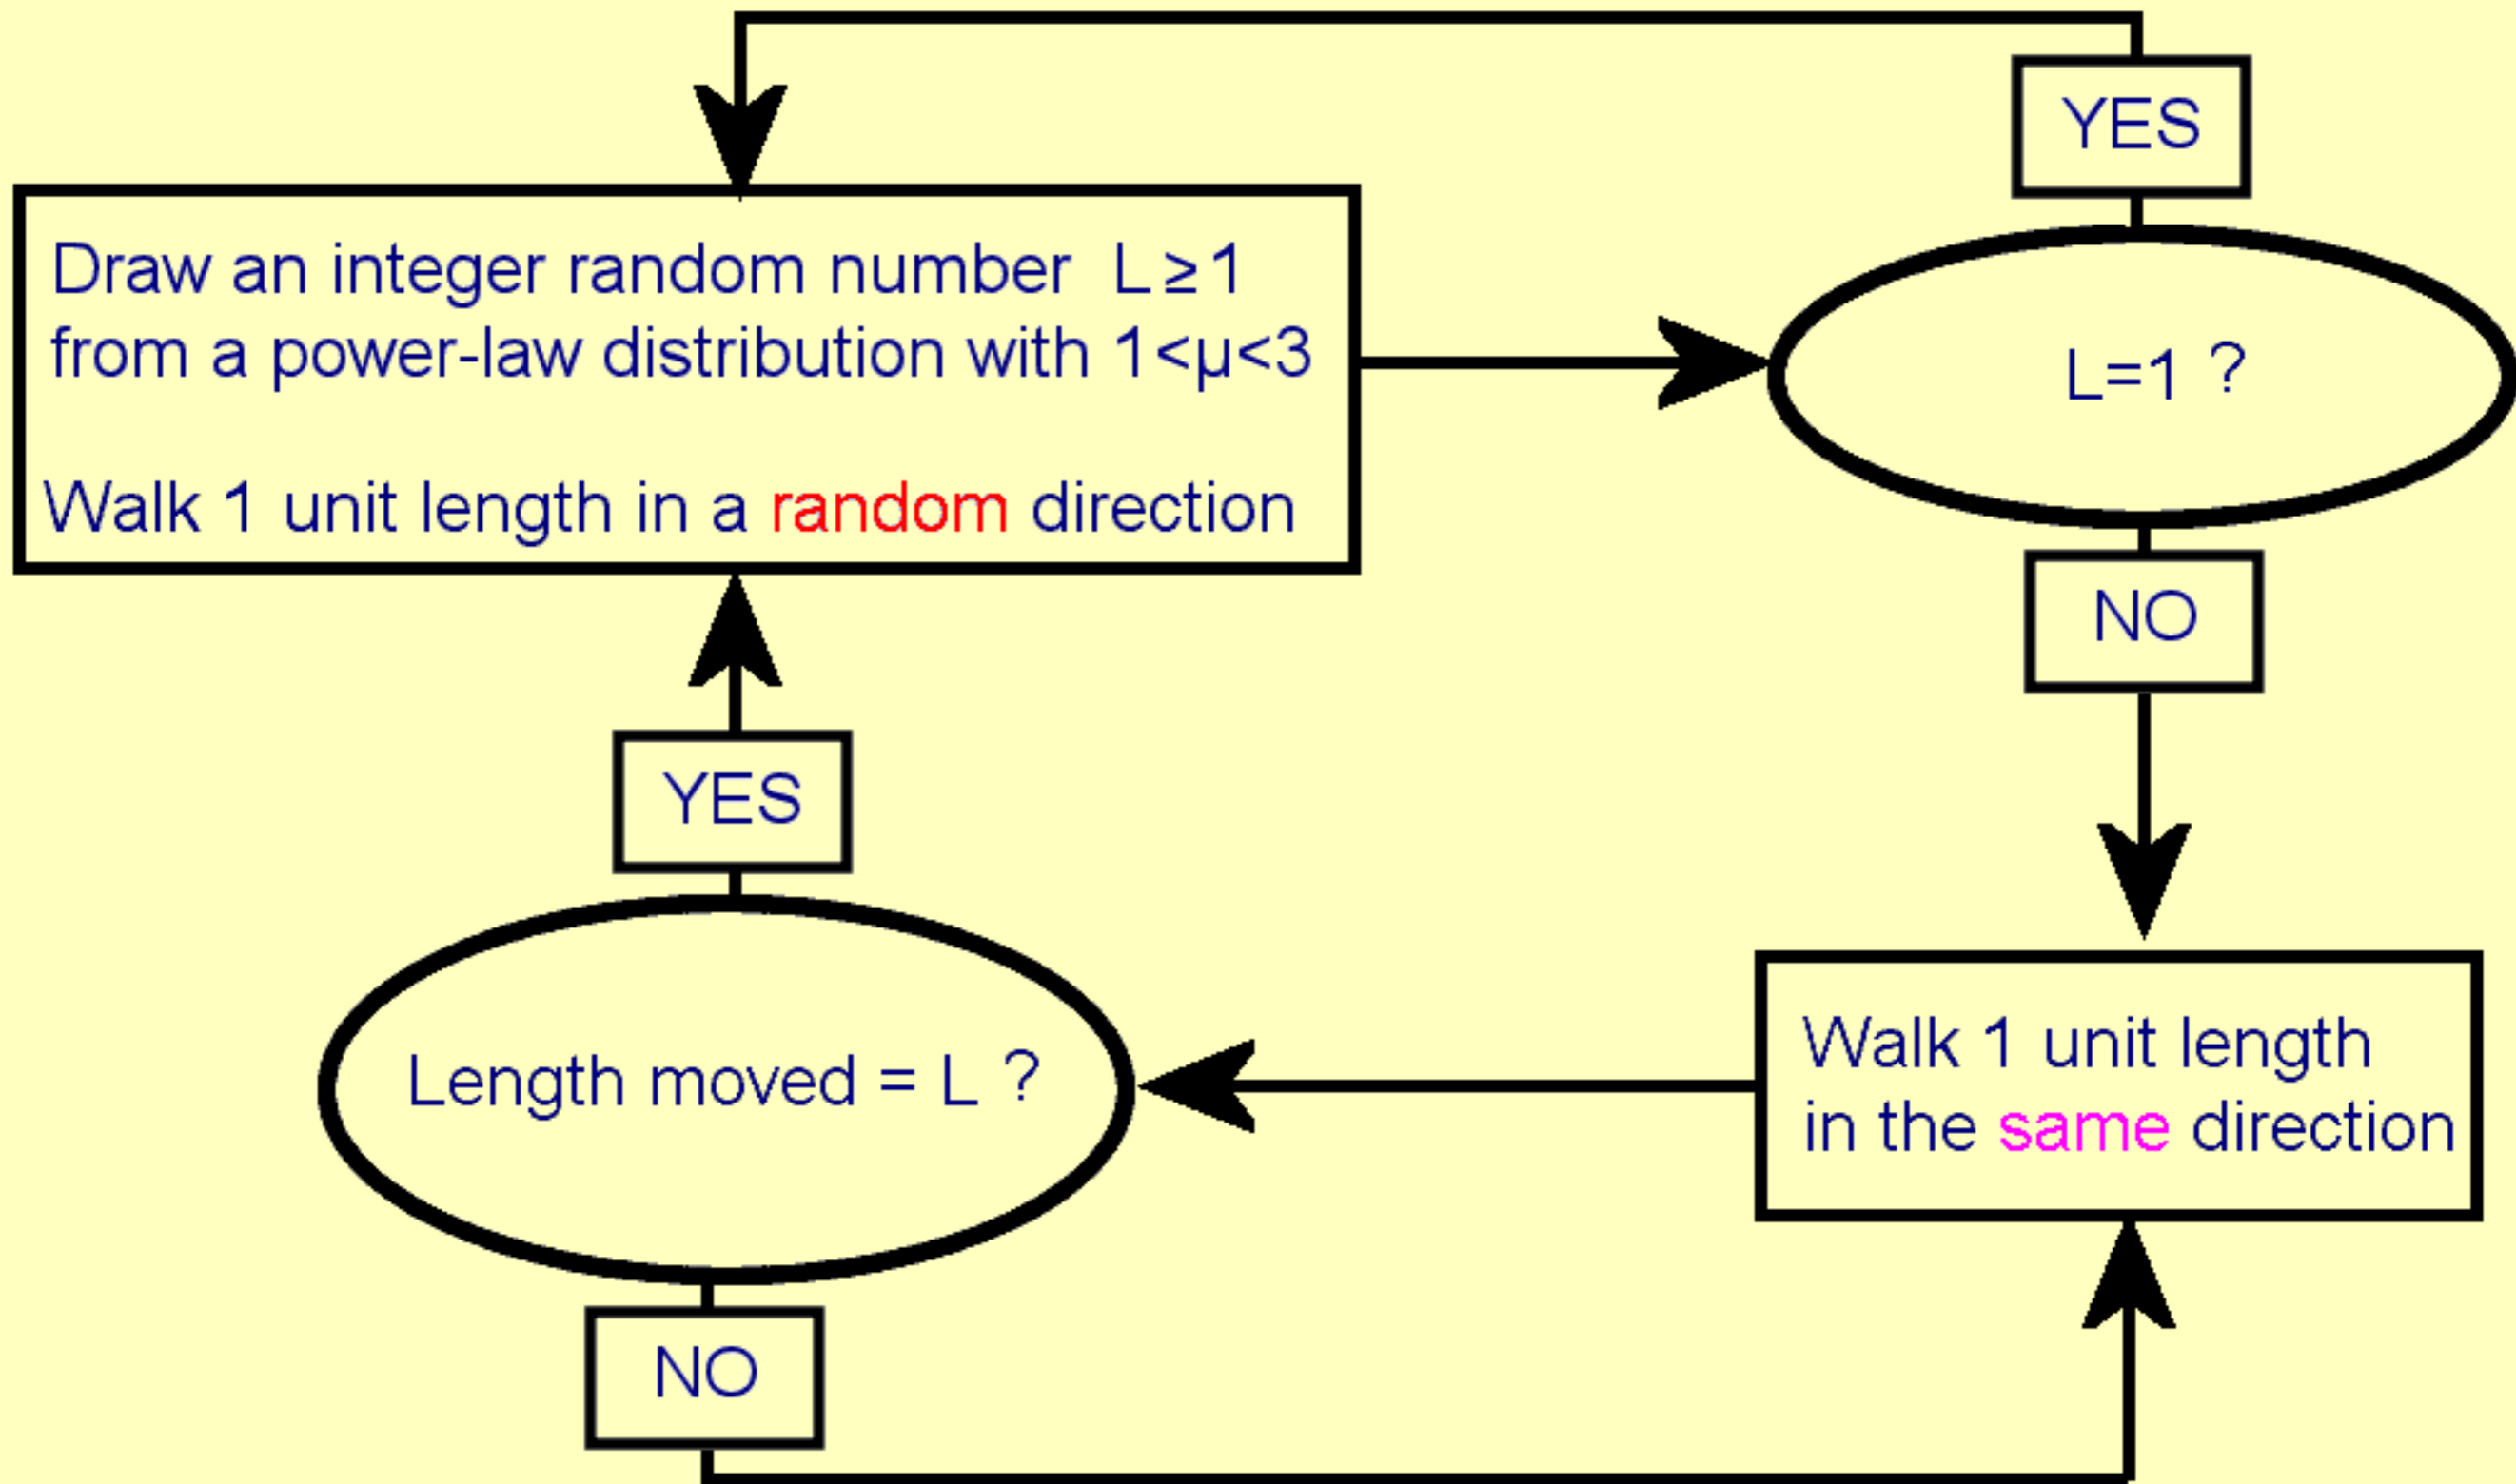 YES
Draw an integer random number L ≥ 1
from a power-law distribution with 1<μ<3
Walk 1 unit length in a random direction
L=1 ?
NO
YES
Length moved = L ?
Walk 1 unit length
in the same direction
NO